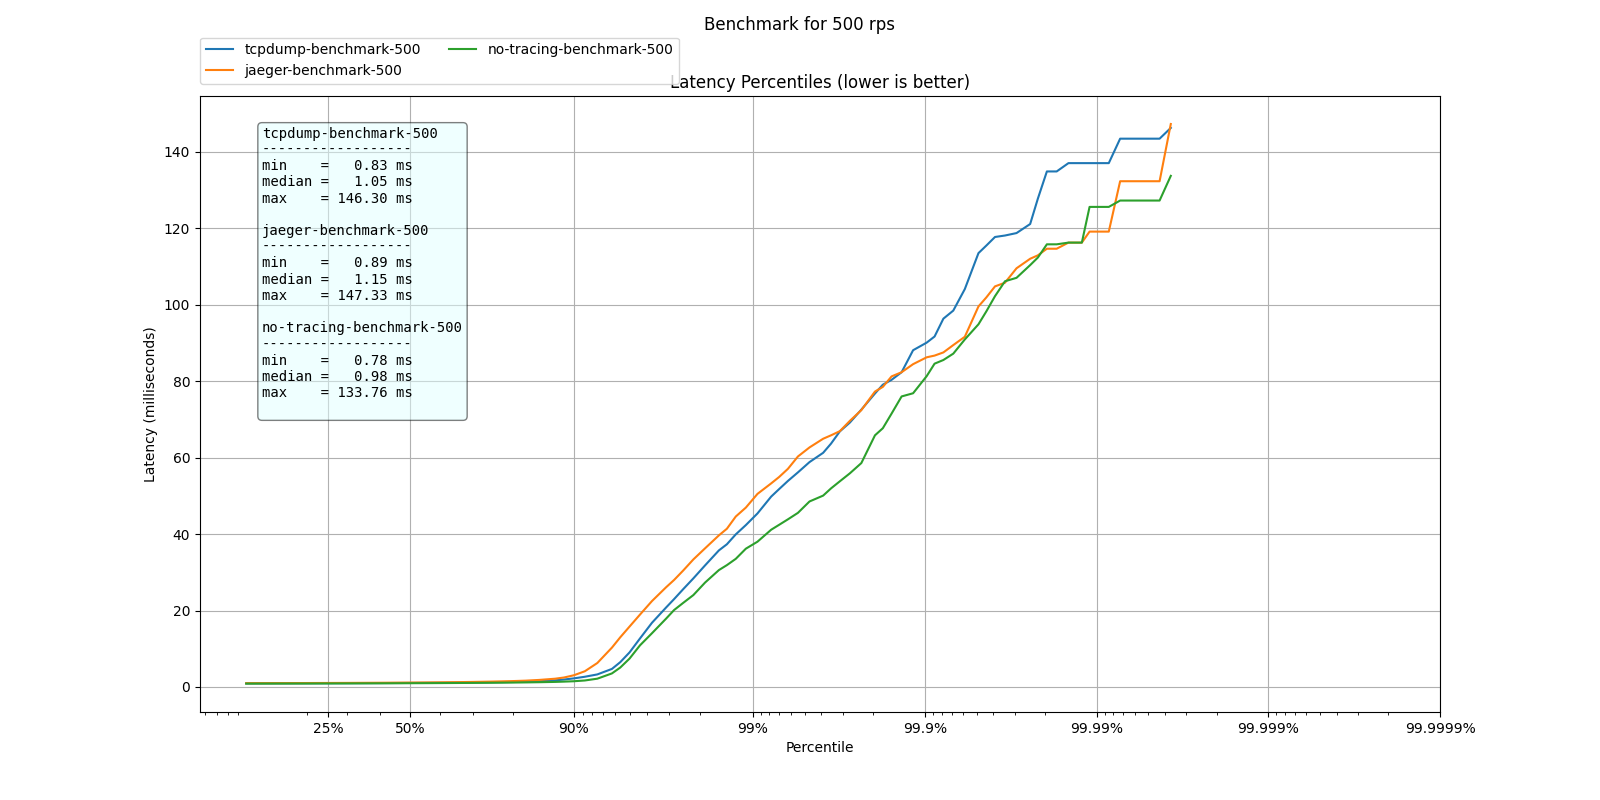 Benchmark for 500 rps
tcpdump-benchmark-500
jaeger-benchmark-500
no-tracing-benchmark-500
Latency Percentiles (lower is better)
tcpdump-benchmark-500
------------------
min    =   0.83 ms
median =   1.05 ms
max    = 146.30 ms
jaeger-benchmark-500
------------------
min    =   0.89 ms
median =   1.15 ms
max    = 147.33 ms
no-tracing-benchmark-500
------------------
min    =   0.78 ms
median =   0.98 ms
max    = 133.76 ms
140
120
100
80
60
40
20
0
Latency (milliseconds)
25% 50% 90% 99% 99.9% 99.99% 99.999% 99.9999%
Percentile